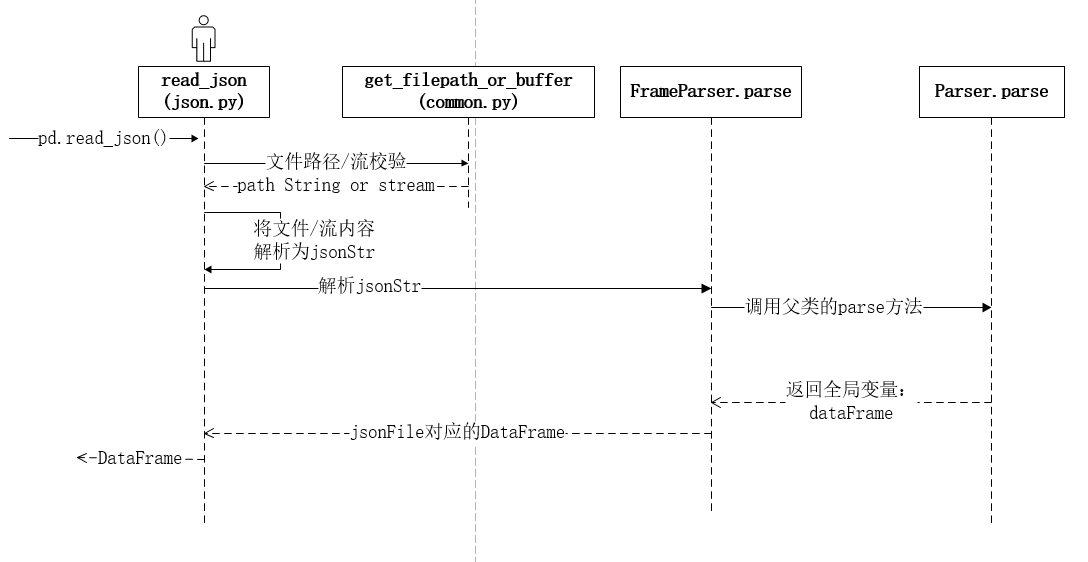 read_json
(json.py)
get_filepath_or_buffer
(common.py)
FrameParser.parse
Parser.parse
pd.read_json()
文件路径/流校验
path String or stream
将文件/流内容
解析为jsonStr
解析jsonStr
调用父类的parse方法
返回全局变量:
dataFrame
jsonFile对应的DataFrame
DataFrame